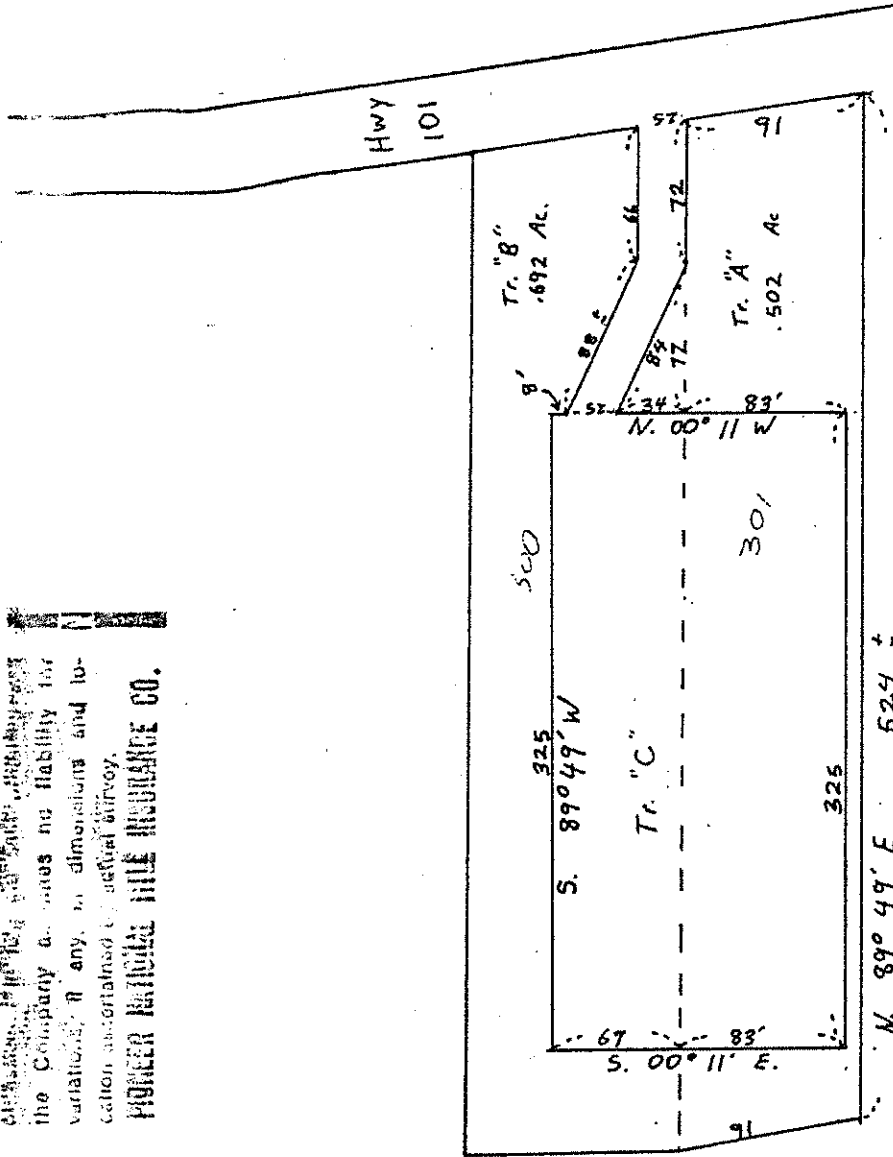 the Company assumes no liability for
variations, if any, in dimensions and lo-
cation ascertained by actual survey.
PIONEER NATIONAL TITLE INSURANCE CO.
Hwy
101
Tr. "B"
.692 Ac.
66
25
91
72
Tr. "A"
.502 Ac
88
84
72
8'
25
34
83'
N. 00° 11 W
500
301
325
S. 89° 49' W
Tr. "C"
325
67
83'
S. 00° 11' E.
91
N. 89° 49' E 524 ±